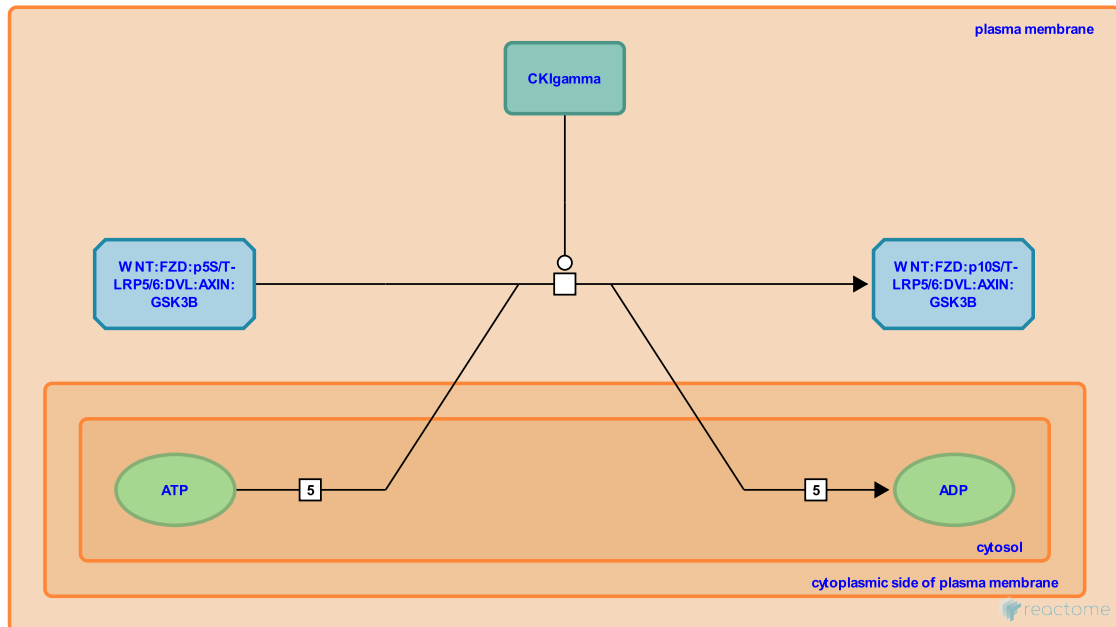 plasma membrane
CKIgamma
WNT:FZD:p5S/T-
LRP5/6:DVL:AXIN:
GSK3B
WNT:FZD:p10S/T-
LRP5/6:DVL:AXIN:
GSK3B
ATP
5
5
ADP
cytosol
cytoplasmic side of plasma membrane
reactome